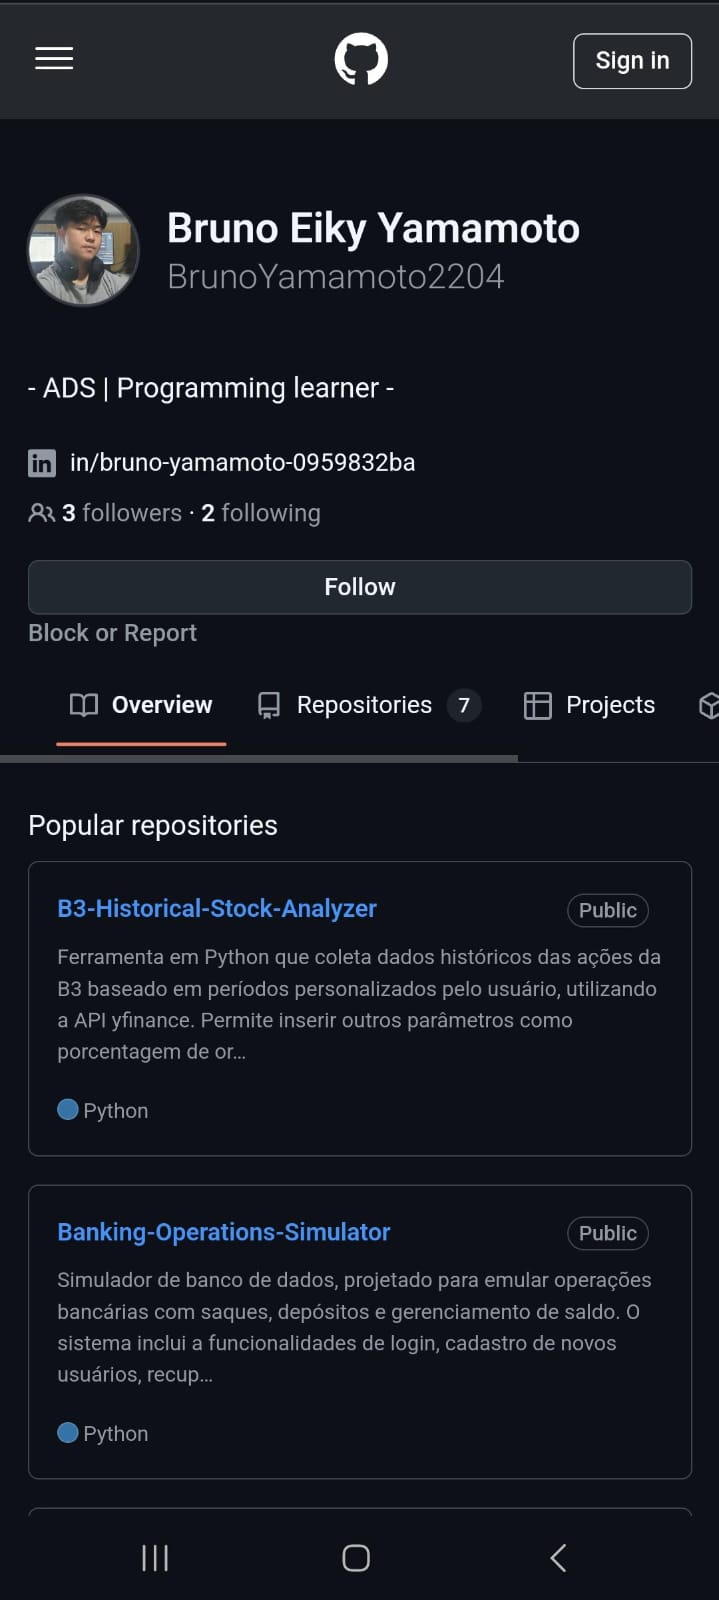 Sign in
Bruno Eiky Yamamoto
BrunoYamamoto2204
- ADS | Programming learner -
in in/bruno-yamamoto-0959832ba
3 followers · 2 following
Follow
Block or Report
Overview Repositories 7 Projects
Popular repositories
B3-Historical-Stock-Analyzer Public
Ferramenta em Python que coleta dados históricos das ações da
B3 baseado em períodos personalizados pelo usuário, utilizando
a API yfinance. Permite inserir outros parâmetros como
porcentagem de or...
Python
Banking-Operations-Simulator Public
Simulador de banco de dados, projetado para emular operações
bancárias com saques, depósitos e gerenciamento de saldo. O
sistema inclui a funcionalidades de login, cadastro de novos
usuários, recup...
Python